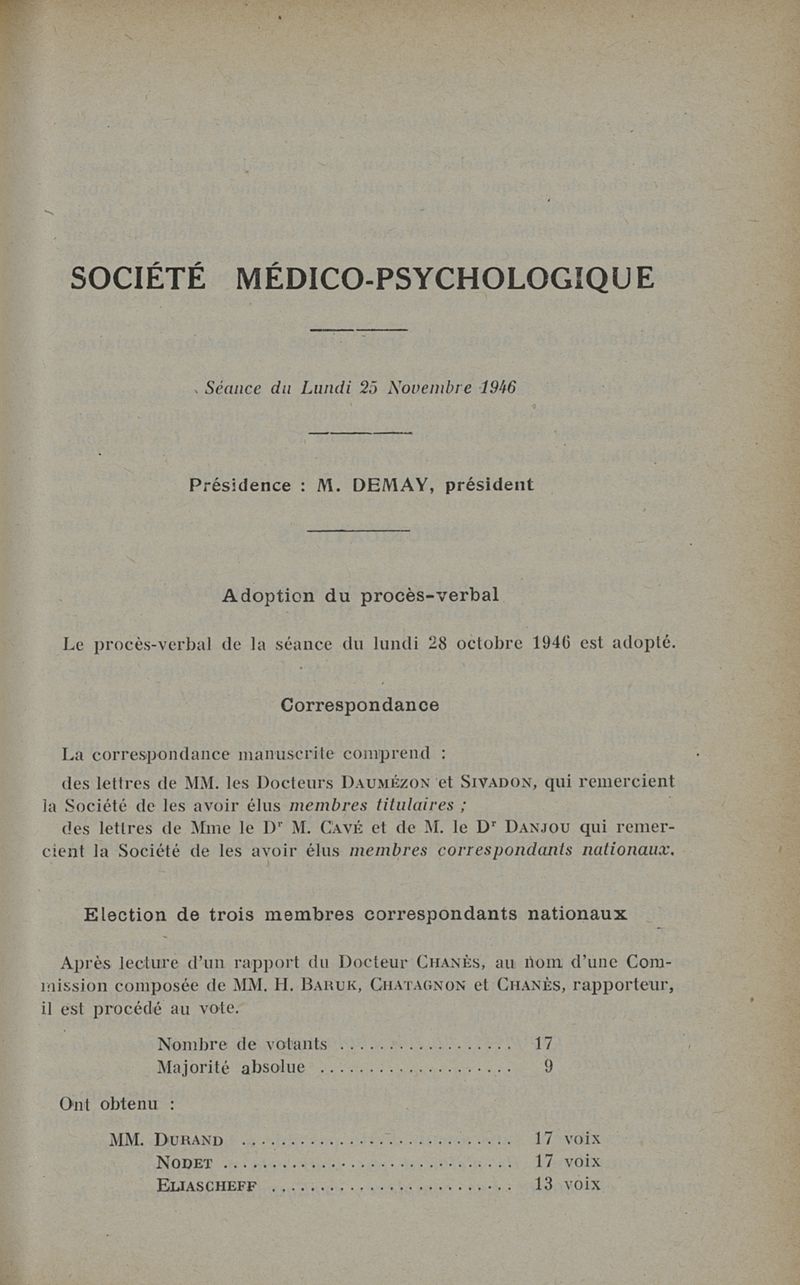 SOCIÉTÉ MÉDICO-PSYCHOLOGIQUE
Séance du Lundi 25 Novembre 1946
Présidence : M. DEMAY, président
Adoption du procès-verbal
Le procès-verbal de la séance du lundi 28 octobre 1946 est adopté.
Correspondance
La correspondance manuscrite comprend :
des lettres de MM. les Docteurs DAUMÉZON et SIVADON, qui remercient
la Société de les avoir élus membres titulaires ;
des lettres de Mme le Dr M. CAVÉ et de M. le Dr DANJOU qui remer-
cient la Société de les avoir élus membres correspondants nationaux.
Election de trois membres correspondants nationaux
Après lecture d'un rapport du Docteur CHANÈS, au nom d'une Com-
mission composée de MM. H. BARUK, CHATAGNON et CHANÈS, rapporteur,
il est procédé au vote.
Nombre de votants .................. 17
Majorité absolue .................... 9
Ont obtenu :
MM. DURAND ............................ 17 voix
NODET .............................. 17 voix
ELIASCHEFF ......................... 13 voix